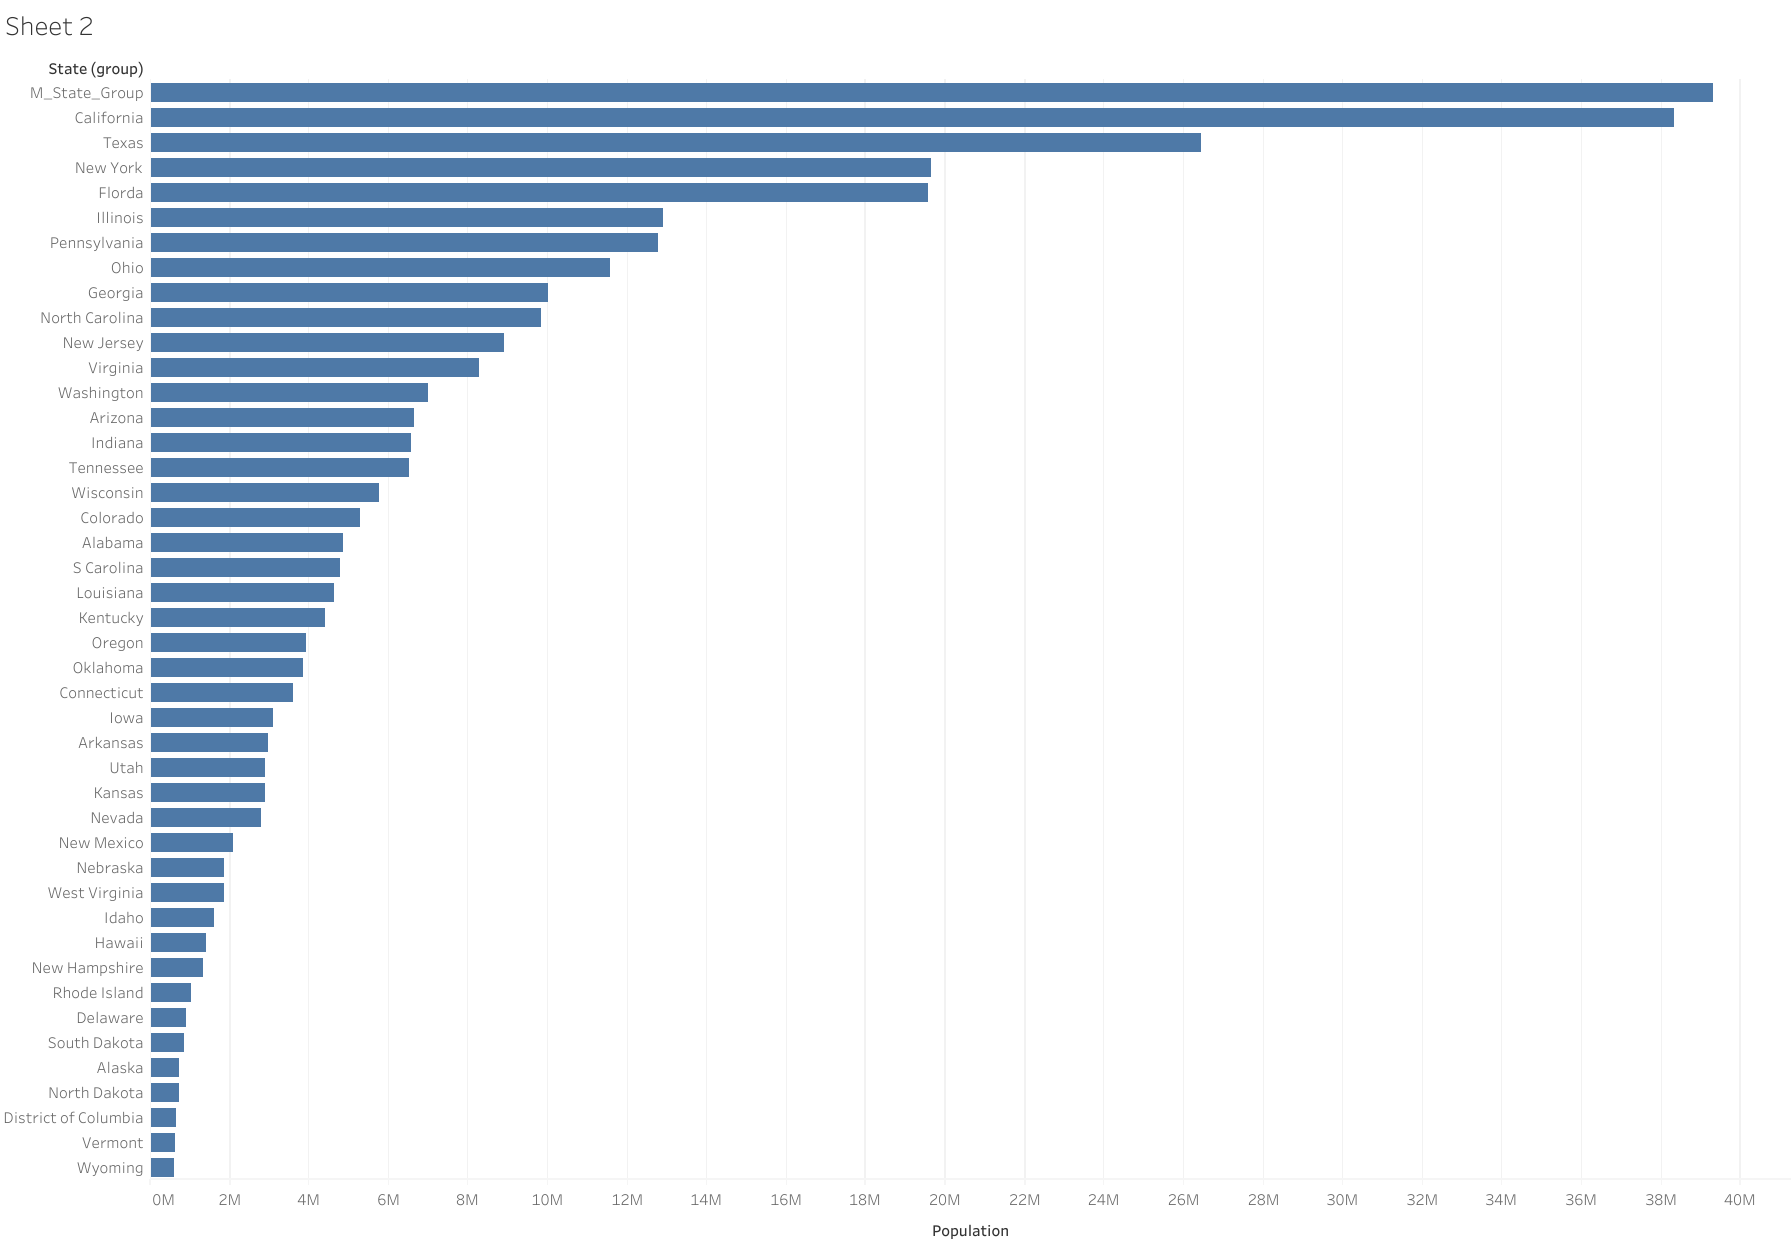 Sheet 2
State (group)
M_State_Group
California
Texas
New York
Florda
Illinois
Pennsylvania
Ohio
Georgia
North Carolina
New Jersey
Virginia
Washington
Arizona
Indiana
Tennessee
Wisconsin
Colorado
Alabama
S Carolina
Louisiana
Kentucky
Oregon
Oklahoma
Connecticut
Iowa
Arkansas
Utah
Kansas
Nevada
New Mexico
Nebraska
West Virginia
Idaho
Hawaii
New Hampshire
Rhode Island
Delaware
South Dakota
Alaska
North Dakota
District of Columbia
Vermont
Wyoming
0M 2M 4M 6M 8M 10M 12M 14M 16M 18M 20M 22M 24M 26M 28M 30M 32M 34M 36M 38M 40M
Population